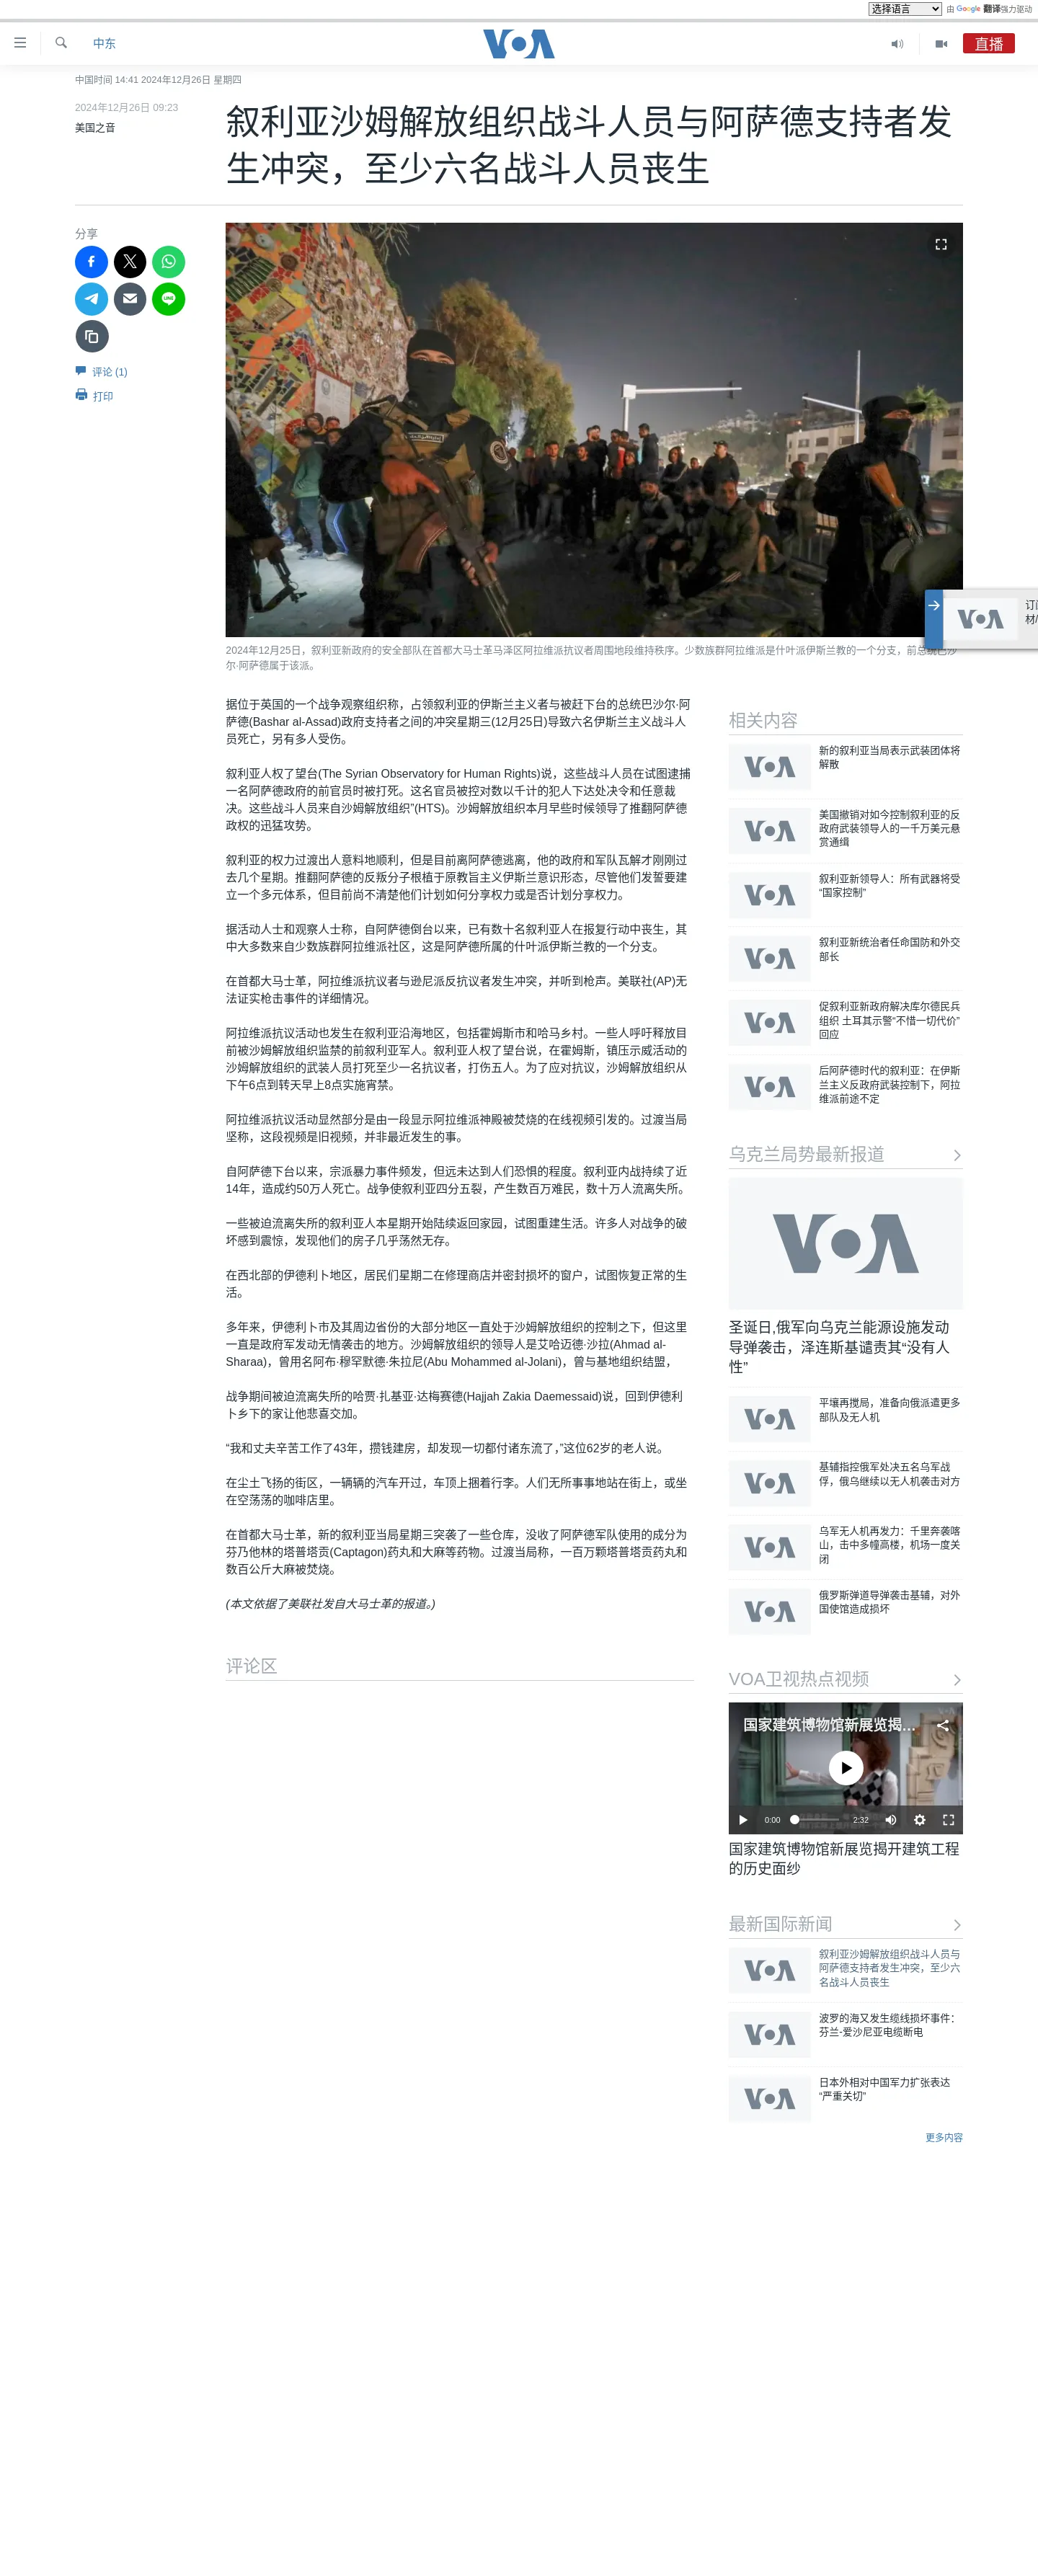 选择语言 由 Google 翻译强力驱动
中东
VOA
直播
中国时间 14:41 2024年12月26日 星期四
2024年12月26日 09:23
美国之音
叙利亚沙姆解放组织战斗人员与阿萨德支持者发
生冲突，至少六名战斗人员丧生
分享
LINE
评论 (1)
打印
VOA
订
材/
2024年12月25日，叙利亚新政府的安全部队在首都大马士革马泽区阿拉维派抗议者周围地段维持秩序。少数族群阿拉维派是什叶派伊斯兰教的一个分支，前总统巴沙
尔·阿萨德属于该派。
据位于英国的一个战争观察组织称，占领叙利亚的伊斯兰主义者与被赶下台的总统巴沙尔·阿
萨德(Bashar al-Assad)政府支持者之间的冲突星期三(12月25日)导致六名伊斯兰主义战斗人
员死亡，另有多人受伤。
叙利亚人权了望台(The Syrian Observatory for Human Rights)说，这些战斗人员在试图逮捕
一名阿萨德政府的前官员时被打死。这名官员被控对数以千计的犯人下达处决令和任意裁
决。这些战斗人员来自沙姆解放组织”(HTS)。沙姆解放组织本月早些时候领导了推翻阿萨德
政权的迅猛攻势。
叙利亚的权力过渡出人意料地顺利，但是目前离阿萨德逃离，他的政府和军队瓦解才刚刚过
去几个星期。推翻阿萨德的反叛分子根植于原教旨主义伊斯兰意识形态，尽管他们发誓要建
立一个多元体系，但目前尚不清楚他们计划如何分享权力或是否计划分享权力。
据活动人士和观察人士称，自阿萨德倒台以来，已有数十名叙利亚人在报复行动中丧生，其
中大多数来自少数族群阿拉维派社区，这是阿萨德所属的什叶派伊斯兰教的一个分支。
在首都大马士革，阿拉维派抗议者与逊尼派反抗议者发生冲突，并听到枪声。美联社(AP)无
法证实枪击事件的详细情况。
阿拉维派抗议活动也发生在叙利亚沿海地区，包括霍姆斯市和哈马乡村。一些人呼吁释放目
前被沙姆解放组织监禁的前叙利亚军人。叙利亚人权了望台说，在霍姆斯，镇压示威活动的
沙姆解放组织的武装人员打死至少一名抗议者，打伤五人。为了应对抗议，沙姆解放组织从
下午6点到转天早上8点实施宵禁。
阿拉维派抗议活动显然部分是由一段显示阿拉维派神殿被焚烧的在线视频引发的。过渡当局
坚称，这段视频是旧视频，并非最近发生的事。
自阿萨德下台以来，宗派暴力事件频发，但远未达到人们恐惧的程度。叙利亚内战持续了近
14年，造成约50万人死亡。战争使叙利亚四分五裂，产生数百万难民，数十万人流离失所。
一些被迫流离失所的叙利亚人本星期开始陆续返回家园，试图重建生活。许多人对战争的破
坏感到震惊，发现他们的房子几乎荡然无存。
在西北部的伊德利卜地区，居民们星期二在修理商店并密封损坏的窗户，试图恢复正常的生
活。
多年来，伊德利卜市及其周边省份的大部分地区一直处于沙姆解放组织的控制之下，但这里
一直是政府军发动无情袭击的地方。沙姆解放组织的领导人是艾哈迈德·沙拉(Ahmad al-
Sharaa)，曾用名阿布·穆罕默德·朱拉尼(Abu Mohammed al-Jolani)，曾与基地组织结盟，
战争期间被迫流离失所的哈贾·扎基亚·达梅赛德(Hajjah Zakia Daemessaid)说，回到伊德利
卜乡下的家让他悲喜交加。
“我和丈夫辛苦工作了43年，攒钱建房，却发现一切都付诸东流了，”这位62岁的老人说。
在尘土飞扬的街区，一辆辆的汽车开过，车顶上捆着行李。人们无所事事地站在街上，或坐
在空荡荡的咖啡店里。
在首都大马士革，新的叙利亚当局星期三突袭了一些仓库，没收了阿萨德军队使用的成分为
芬乃他林的塔普塔贡(Captagon)药丸和大麻等药物。过渡当局称，一百万颗塔普塔贡药丸和
数百公斤大麻被焚烧。
(本文依据了美联社发自大马士革的报道。)
评论区
相关内容
VOA
新的叙利亚当局表示武装团体将
解散
VOA
美国撤销对如今控制叙利亚的反
政府武装领导人的一千万美元悬
赏通缉
VOA
叙利亚新领导人：所有武器将受
“国家控制”
VOA
叙利亚新统治者任命国防和外交
部长
VOA
促叙利亚新政府解决库尔德民兵
组织 土耳其示警“不惜一切代价”
回应
VOA
后阿萨德时代的叙利亚：在伊斯
兰主义反政府武装控制下，阿拉
维派前途不定
乌克兰局势最新报道
VOA
圣诞日,俄军向乌克兰能源设施发动
导弹袭击，泽连斯基谴责其“没有人
性”
VOA
平壤再搅局，准备向俄派遣更多
部队及无人机
VOA
基辅指控俄军处决五名乌军战
俘，俄乌继续以无人机袭击对方
VOA
乌军无人机再发力：千里奔袭喀
山，击中多幢高楼，机场一度关
闭
VOA
俄罗斯弹道导弹袭击基辅，对外
国使馆造成损坏
VOA卫视热点视频
国家建筑博物馆新展览揭...
0:00 2:32
国家建筑博物馆新展览揭开建筑工程
的历史面纱
最新国际新闻
VOA
叙利亚沙姆解放组织战斗人员与
阿萨德支持者发生冲突，至少六
名战斗人员丧生
VOA
波罗的海又发生缆线损坏事件：
芬兰-爱沙尼亚电缆断电
VOA
日本外相对中国军力扩张表达
“严重关切”
更多内容